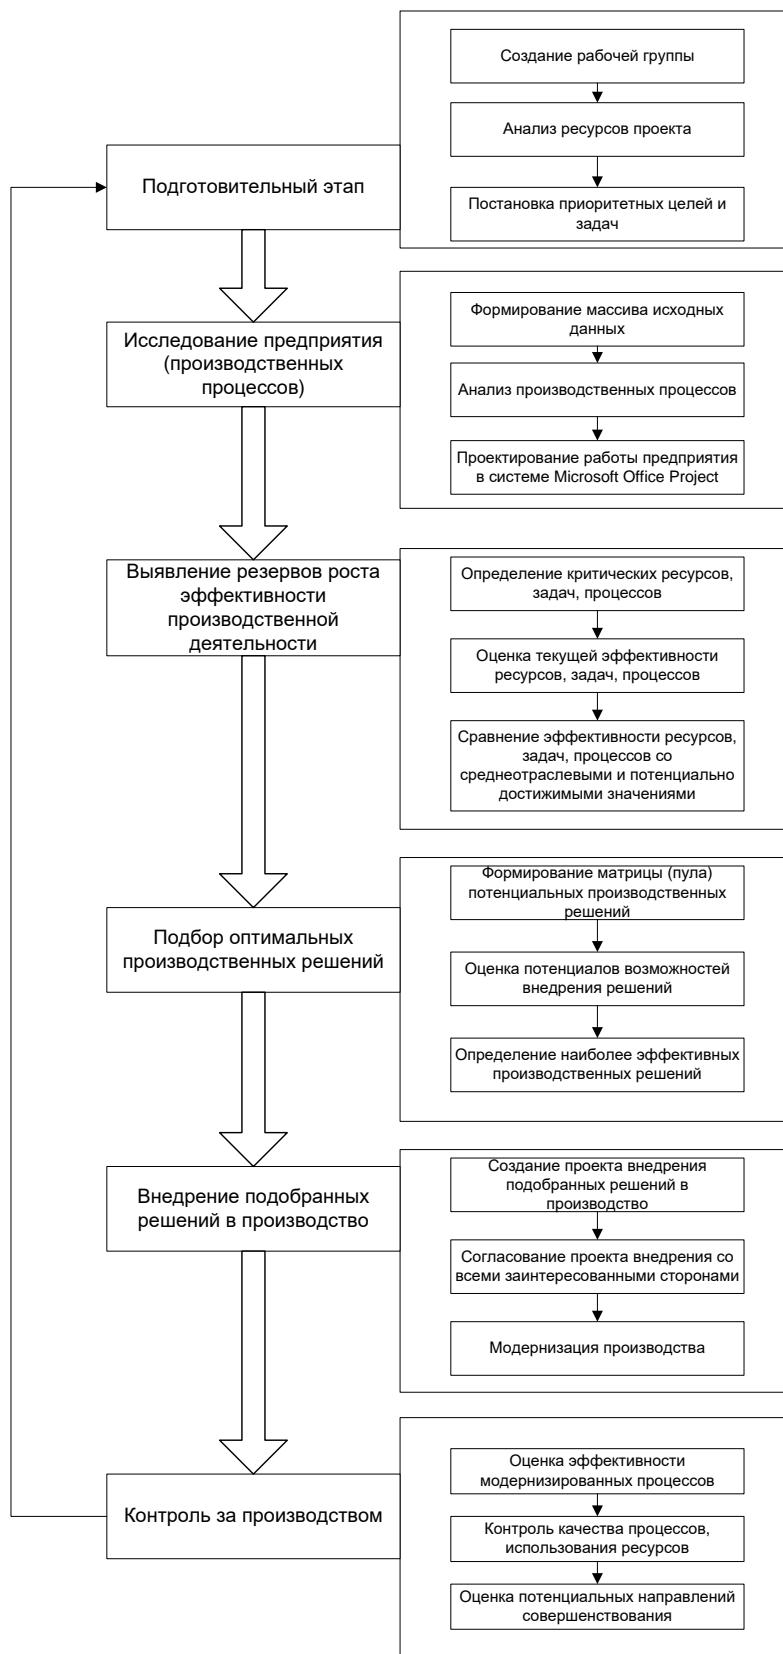 Создание рабочей группы
Анализ ресурсов проекта
Подготовительный этап
Постановка приоритетных целей и
задач
Формирование массива исходных
данных
Исследование предприятия
(производственных
процессов)
Анализ производственных процессов
Проектирование работы предприятия
в системе Microsoft Office Project
Выявление резервов роста
эффективности
производственной
деятельности
Определение критических ресурсов,
задач, процессов
Оценка текущей эффективности
ресурсов, задач, процессов
Сравнение эффективности ресурсов,
задач, процессов со
среднеотраслевыми и потенциально
достижимыми значениями
Формирование матрицы (пула)
потенциальных производственных
решений
Подбор оптимальных
производственных решений
Оценка потенциалов возможностей
внедрения решений
Определение наиболее эффективных
производственных решений
Создание проекта внедрения
подобранных решений в
производство
Внедрение подобранных
решений в производство
Согласование проекта внедрения со
всеми заинтересованными сторонами
Модернизация производства
Оценка эффективности
модернизированных процессов
Контроль за производством
Контроль качества процессов,
использования ресурсов
Оценка потенциальных направлений
совершенствования